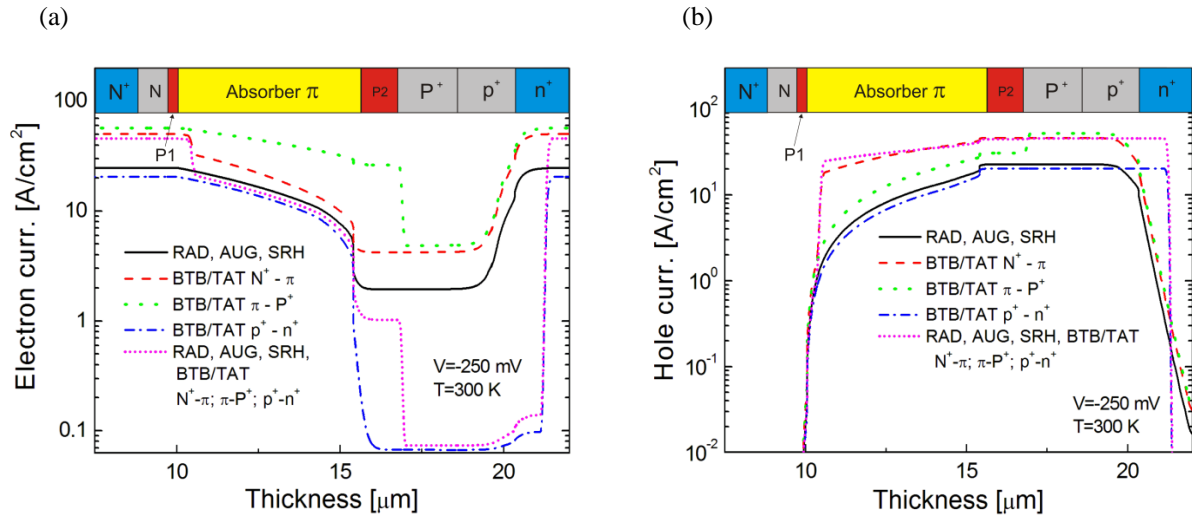 (a)
N⁺ N Absorber π P2 P⁺ p⁺ n⁺
P1
Electron curr. [A/cm²]
100
10
1
0.1
RAD, AUG, SRH
BTB/TAT N⁺ - π
BTB/TAT π - P⁺
BTB/TAT p⁺ - n⁺
RAD, AUG, SRH,
BTB/TAT
N⁺-π; π-P⁺; p⁺-n⁺
V=-250 mV
T=300 K
10 15 20
Thickness [μm]
(b)
N⁺ N Absorber π P2 P⁺ p⁺ n⁺
P1
Hole curr. [A/cm²]
10²
10¹
10⁰
10⁻¹
10⁻²
RAD, AUG, SRH
BTB/TAT N⁺ - π
BTB/TAT π - P⁺
BTB/TAT p⁺ - n⁺
RAD, AUG, SRH, BTB/TAT
N⁺-π; π-P⁺; p⁺-n⁺
V=-250 mV
T=300 K
10 15 20
Thickness [μm]